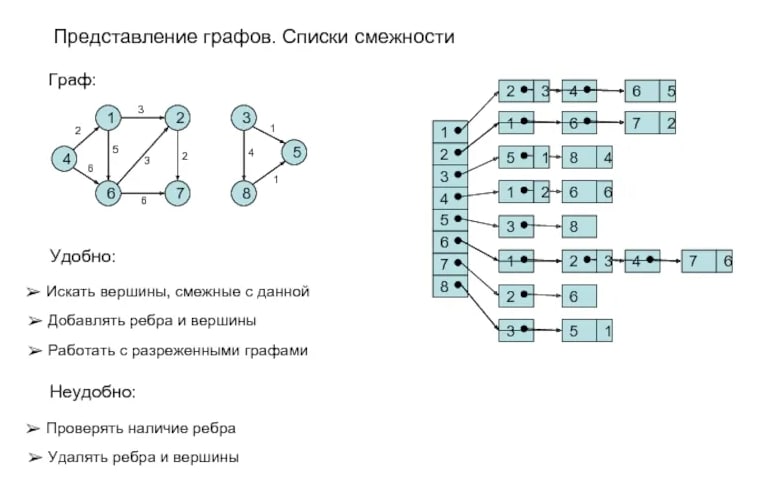 Представление графов. Списки смежности
Граф:
1 3 2
2 5 3 2
4 6
6 6 7
3 1
4 5
8 1
Удобно:
➢ Искать вершины, смежные с данной
➢ Добавлять ребра и вершины
➢ Работать с разреженными графами
Неудобно:
➢ Проверять наличие ребра
➢ Удалять ребра и вершины
1 2 3 4 6 5
2 1 6 7 2
3 5 1 8 4
4 1 2 6 6
5 3 8
6 1 2 3 4 7 6
7 2 6
8 3 5 1